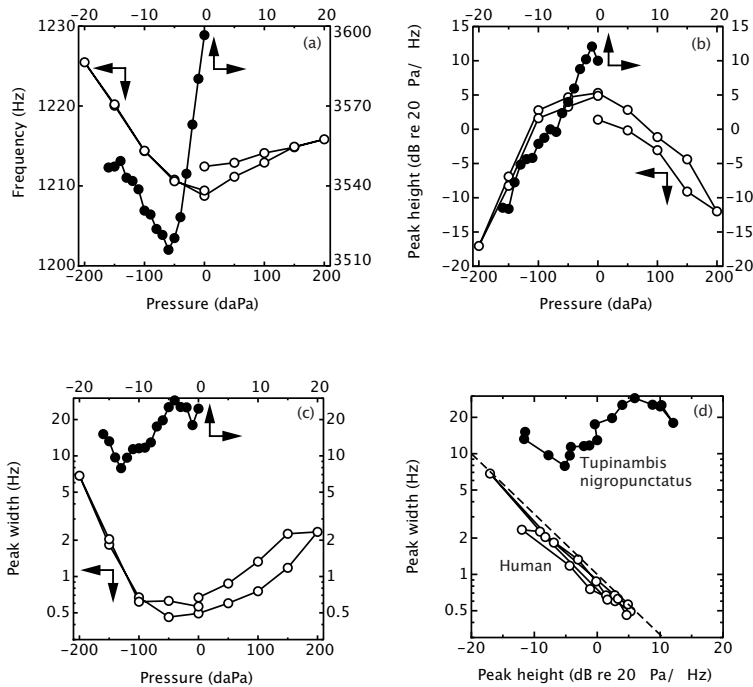 −20 −10 0 10 20
1230 3600
(a)
1220 3570
Frequency (Hz)
1210 3540
1200 3510
−200 −100 0 100 200
Pressure (daPa)
−20 −10 0 10 20
15 15
(b)
10 10
5 5
0 0
−5 −5
−10 −10
−15 −15
−20 −20
Peak height (dB re 20 Pa/ Hz)
−200 −100 0 100 200
Pressure (daPa)
−20 −10 0 10 20
20 20
(c)
10 10
5 5
Peak width (Hz)
2 2
1 1
0.5 0.5
−200 −100 0 100 200
Pressure (daPa)
20
(d)
10
Tupinambis
nigropunctatus
5
Peak width (Hz)
2
Human
1
0.5
−20 −10 0 10 20
Peak height (dB re 20 Pa/ Hz)